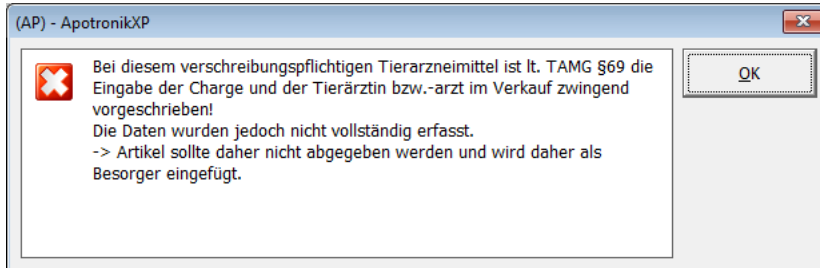 (AP) - ApotronikXP
Bei diesem verschreibungspflichtigen Tierarzneimittel ist lt. TAMG §69 die
Eingabe der Charge und der Tierärztin bzw.-arzt im Verkauf zwingend
vorgeschrieben!
Die Daten wurden jedoch nicht vollständig erfasst.
-> Artikel sollte daher nicht abgegeben werden und wird daher als
Besorger eingefügt.
OK